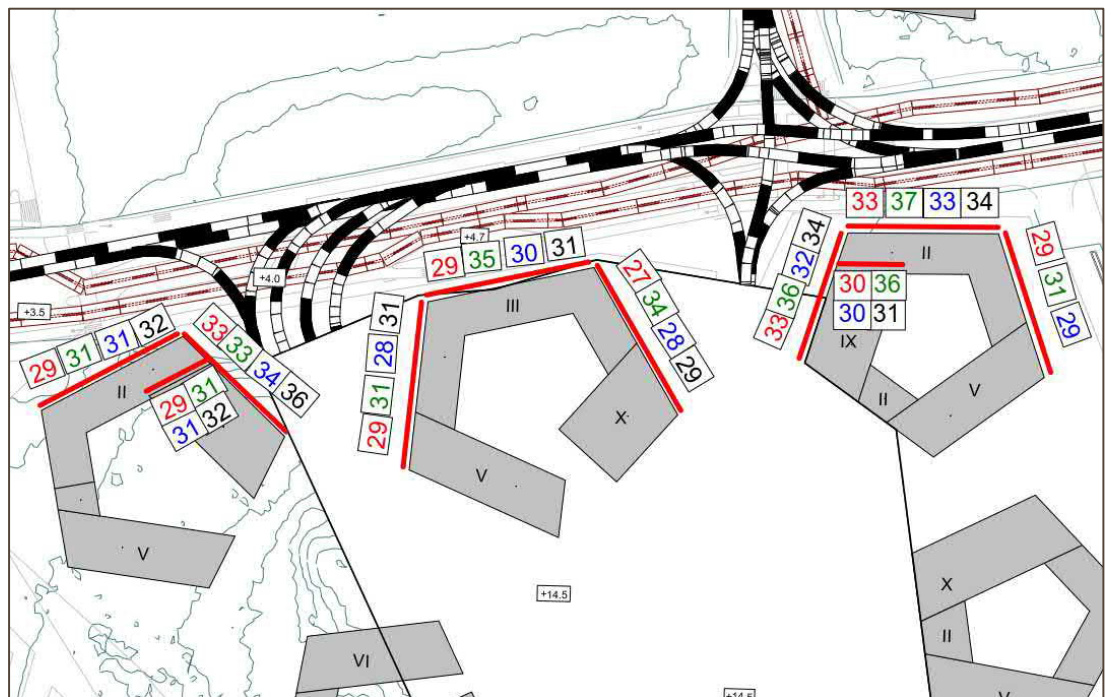 33 37 33 34
+4.7
29 35 30 31
+4.0
+3.5
33 36 32 34
II
29 31 29
30 36
30 31
27 34 28 29
III
29 31 28 31
29 31 31 32
33 33 34 36
IX
II
V
II
29 31
31 32
X
V
V
+14.5
X
II
VI
V
+14.5